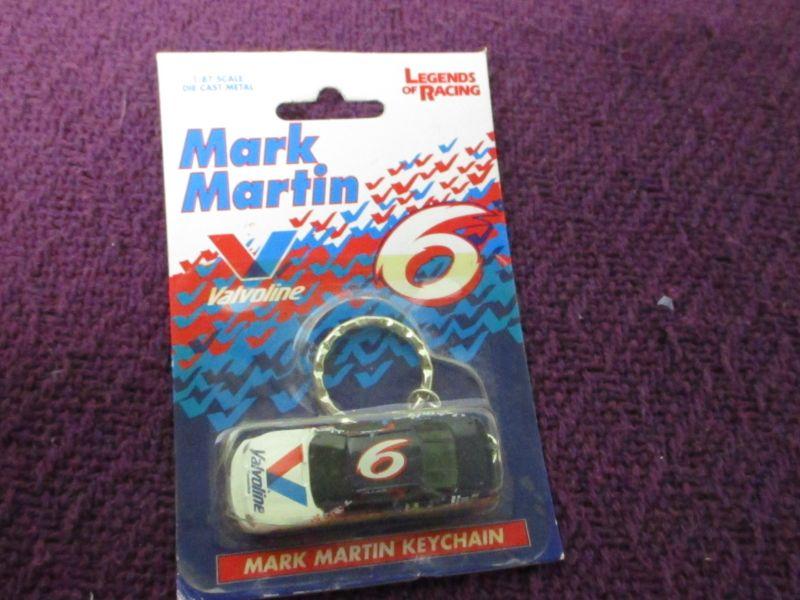 1:87 SCALE
DIE CAST METAL
LEGENDS
OF RACING
Mark
Martin
6
Valvoline
6
Valvoline
MARK MARTIN KEYCHAIN